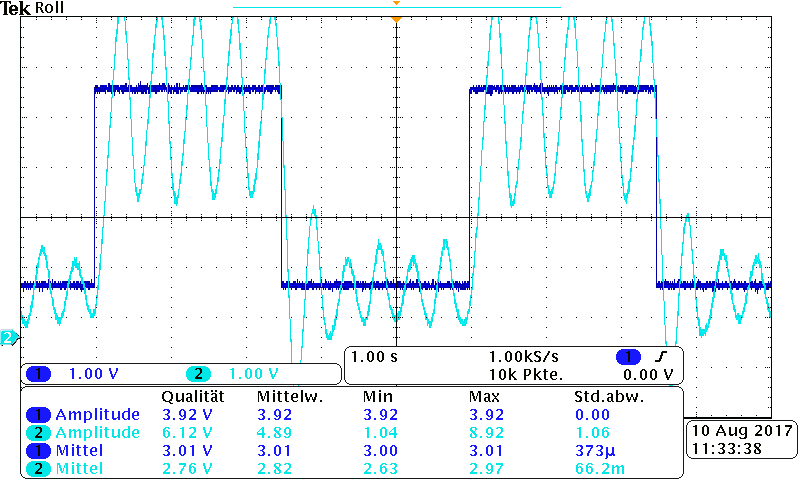 Tek Roll
2
1 1.00 V 2 1.00 V
1.00 s 1.00kS/s 1
10k Pkte. 0.00 V
Qualität Mittelw. Min Max Std.abw.
1 Amplitude 3.92 V 3.92 3.92 3.92 0.00
2 Amplitude 6.12 V 4.89 1.04 8.92 1.06
1 Mittel 3.01 V 3.01 3.00 3.01 373µ
2 Mittel 2.76 V 2.82 2.63 2.97 66.2m
10 Aug 2017
11:33:38